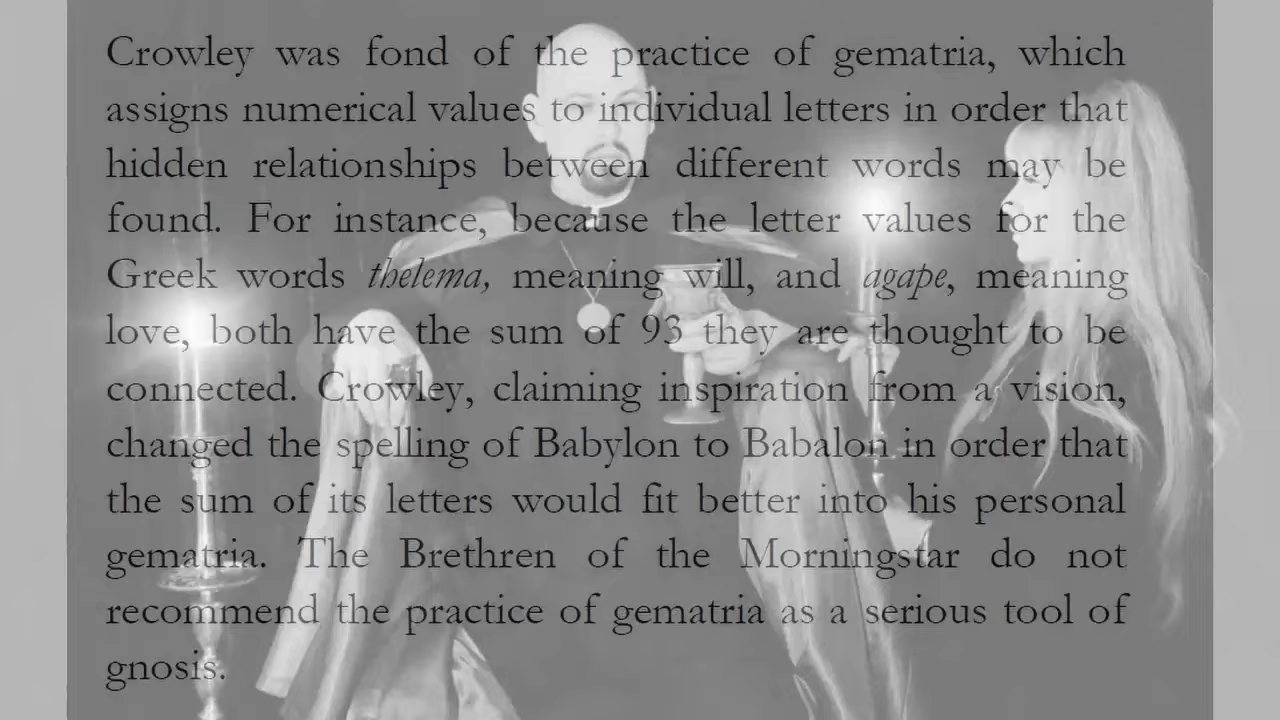 Crowley was fond of the practice of gematria, which
assigns numerical values to individual letters in order that
hidden relationships between different words may be
found. For instance, because the letter values for the
Greek words thelema, meaning will, and agape, meaning
love, both have the sum of 93 they are thought to be
connected. Crowley, claiming inspiration from a vision,
changed the spelling of Babylon to Babalon in order that
the sum of its letters would fit better into his personal
gematria. The Brethren of the Morningstar do not
recommend the practice of gematria as a serious tool of
gnosis.